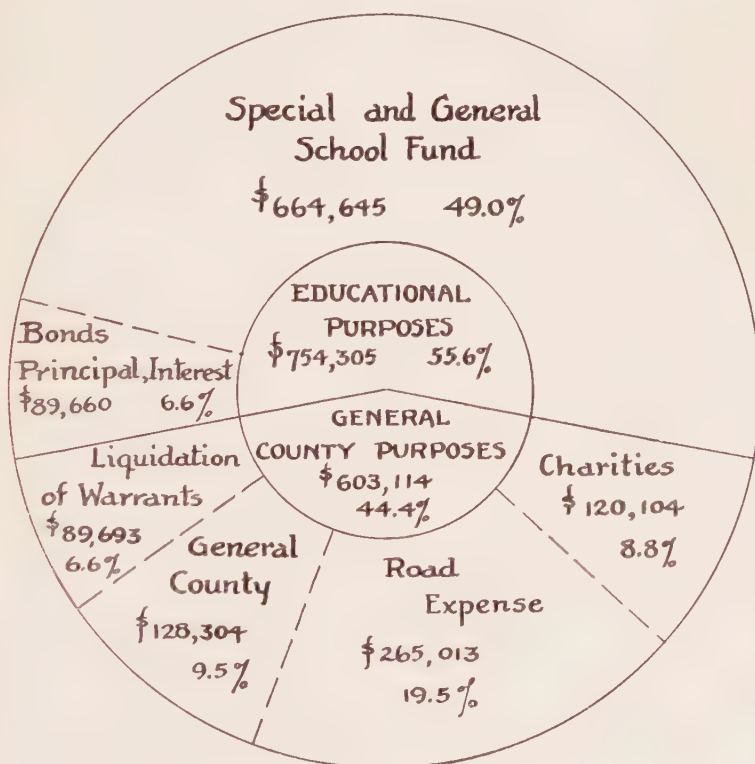 Special and General
School Fund
$664,645 49.0%
EDUCATIONAL
PURPOSES
$754,305 55.6%
Bonds
Principal, Interest
$89,660 6.6%
GENERAL
COUNTY PURPOSES
$603,114
44.4%
Liquidation
of Warrants
$89,693
6.6%
General
County
$128,304
9.5%
Road
Expense
$265,013
19.5%
Charities
$120,104
8.8%